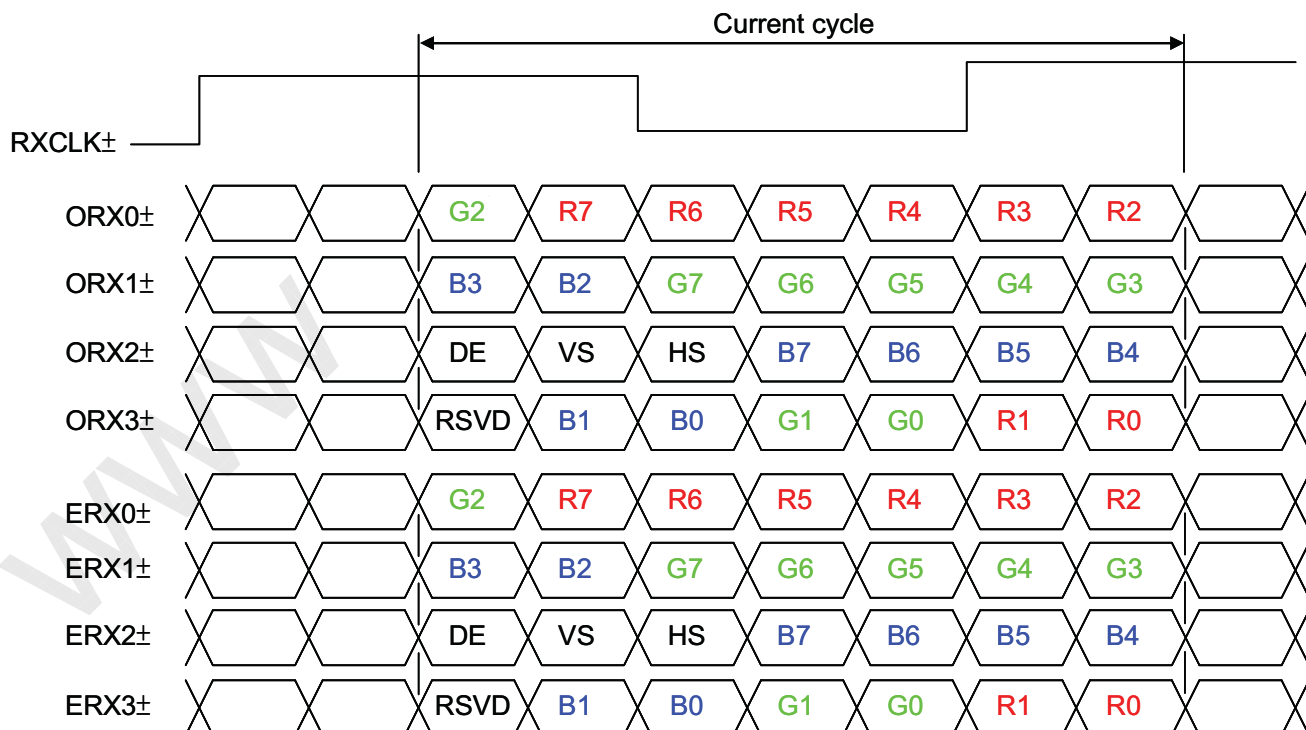 Current cycle
RXCLK±
ORX0± G2 R7 R6 R5 R4 R3 R2
ORX1± B3 B2 G7 G6 G5 G4 G3
ORX2± DE VS HS B7 B6 B5 B4
ORX3± RSVD B1 B0 G1 G0 R1 R0
ERX0± G2 R7 R6 R5 R4 R3 R2
ERX1± B3 B2 G7 G6 G5 G4 G3
ERX2± DE VS HS B7 B6 B5 B4
ERX3± RSVD B1 B0 G1 G0 R1 R0
www